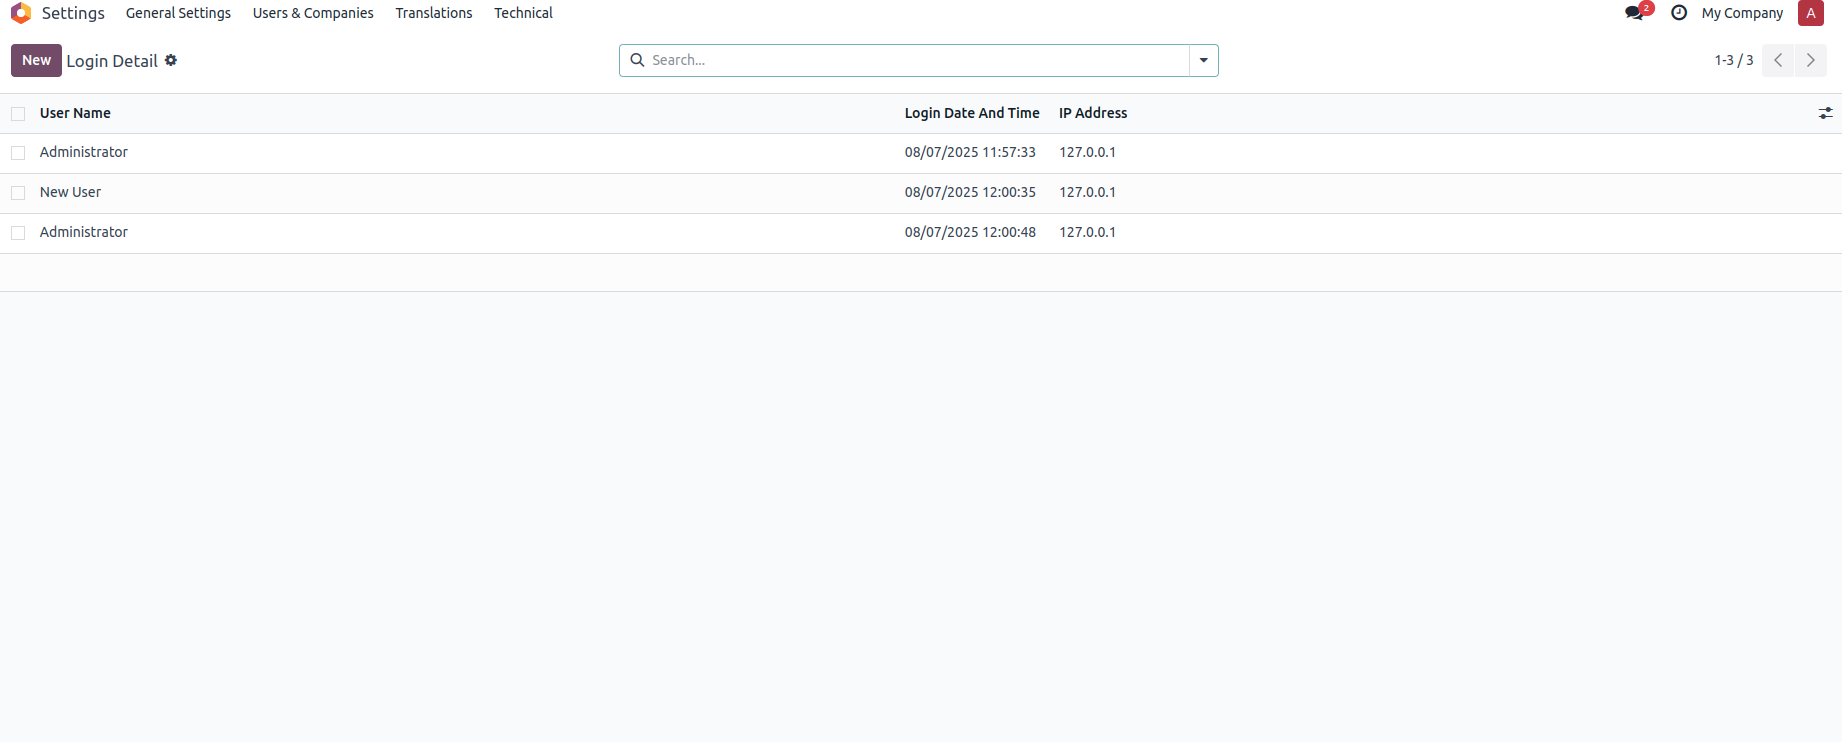 Settings General Settings Users & Companies Translations Technical 2 My Company A
New Login Detail Search... 1-3 / 3
User Name Login Date And Time IP Address
Administrator 08/07/2025 11:57:33 127.0.0.1
New User 08/07/2025 12:00:35 127.0.0.1
Administrator 08/07/2025 12:00:48 127.0.0.1